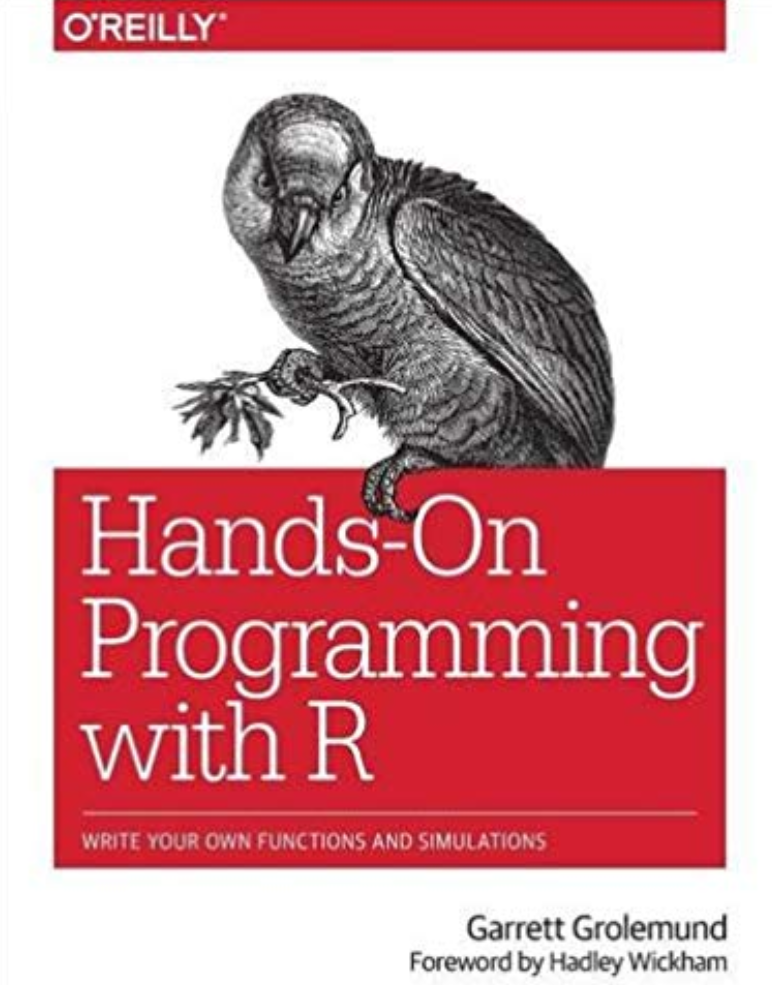 O'REILLY®
Hands-On
Programming
with R
WRITE YOUR OWN FUNCTIONS AND SIMULATIONS
Garrett Grolemund
Foreword by Hadley Wickham